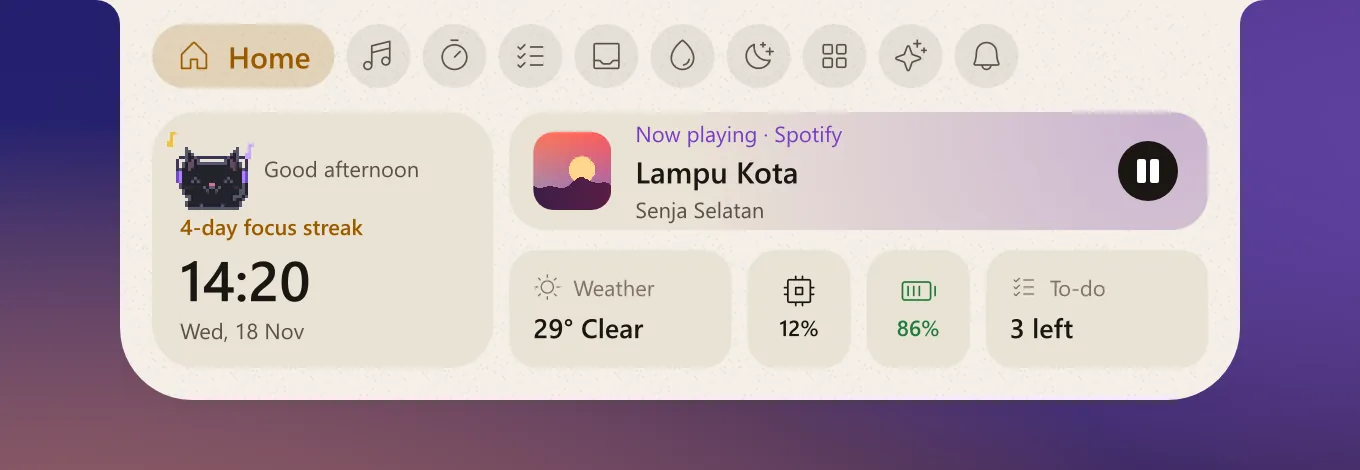 Home
Good afternoon
4-day focus streak
14:20
Wed, 18 Nov
Now playing · Spotify
Lampu Kota
Senja Selatan
Weather
29° Clear
12%
86%
To-do
3 left